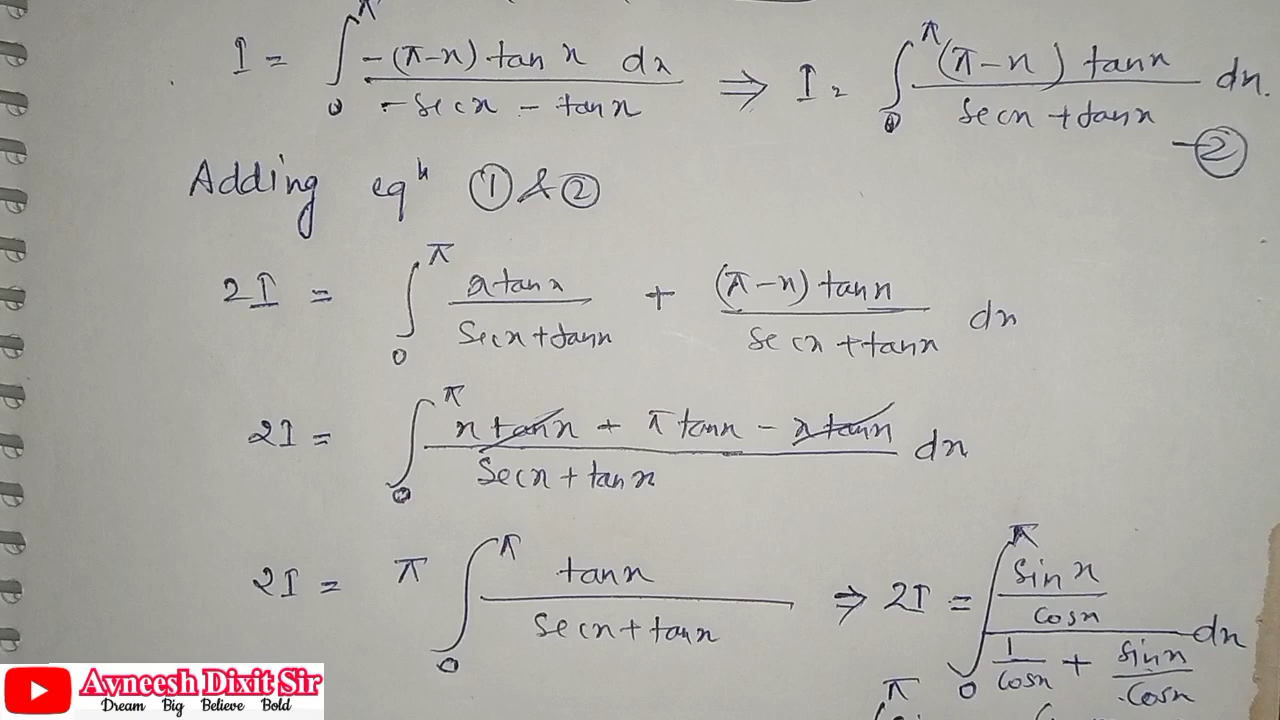 I = ∫₀^π -(π-x) tan x dx / -sec x - tan x ⇒ I = ∫₀^π (π-x) tan x / sec x + tan x dx. -②
Adding eqⁿ ① & ②
2I = ∫₀^π x tan x / sec x + tan x + (π-x) tan x / sec x + tan x dx
2I = ∫₀^π x tan x + π tan x - x tan x / sec x + tan x dx
2I = π ∫₀^π tan x / sec x + tan x ⇒ 2I = ∫₀^π sin x / cos x / 1 / cos x + sin x / cos x dx
π
Avneesh Dixit Sir
Dream Big Believe Bold